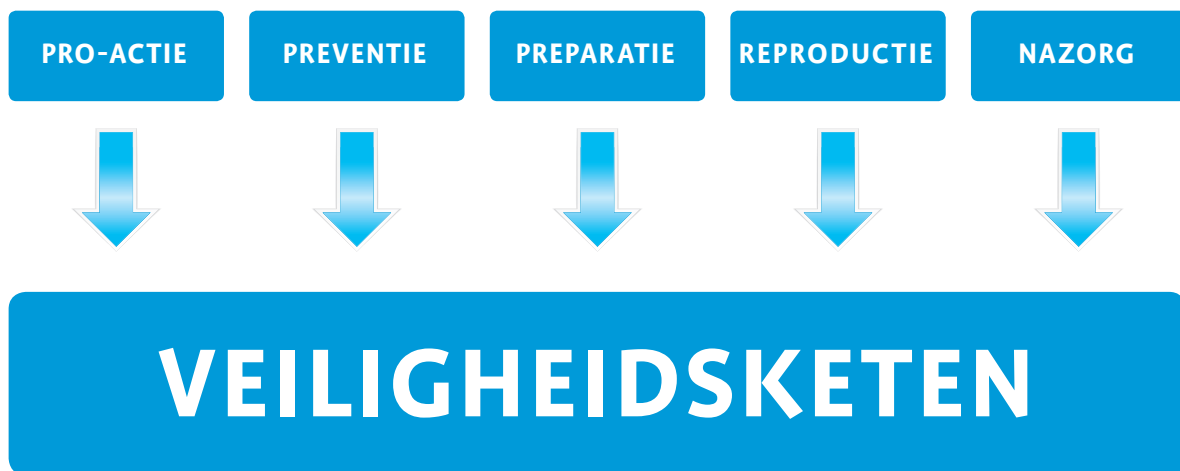 PRO-ACTIE
PREVENTIE
PREPARATIE
REPRODUCTIE
NAZORG
VEILIGHEIDSKETEN